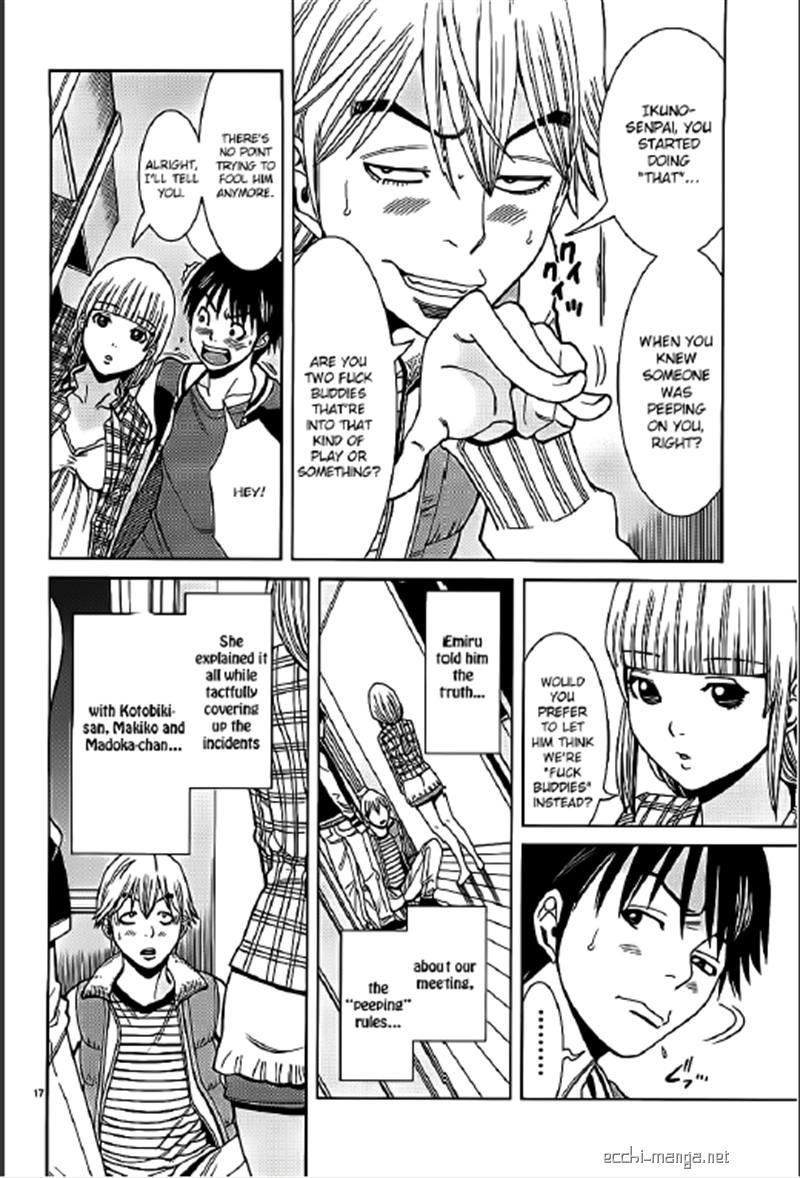 IKUNO-
SENPAI, YOU
STARTED
DOING
"THAT"...
WHEN YOU
KNEW
SOMEONE
WAS
PEEPING
ON YOU,
RIGHT?
グイグイ
ARE YOU
TWO FUCK
BUDDIES
THAT'RE
INTO THAT
KIND OF
PLAY OR
SOMETHING?
THERE'S
NO POINT
TRYING TO
FOOL HIM
ANYMORE.
ALRIGHT,
I'LL TELL
YOU.
HEY!
WOULD
YOU
PREFER
TO LET
HIM THINK
WE'RE
"FUCK
BUDDIES"
INSTEAD?
.........
Emiru
told him
the
truth...
about our
meeting,
the
"peeping"
rules...
She
explained it
all while
tactfully
covering
up the
incidents
with Kotobiki-
san, Makiko and
Madoka-chan...
17
ecchi-manga.net